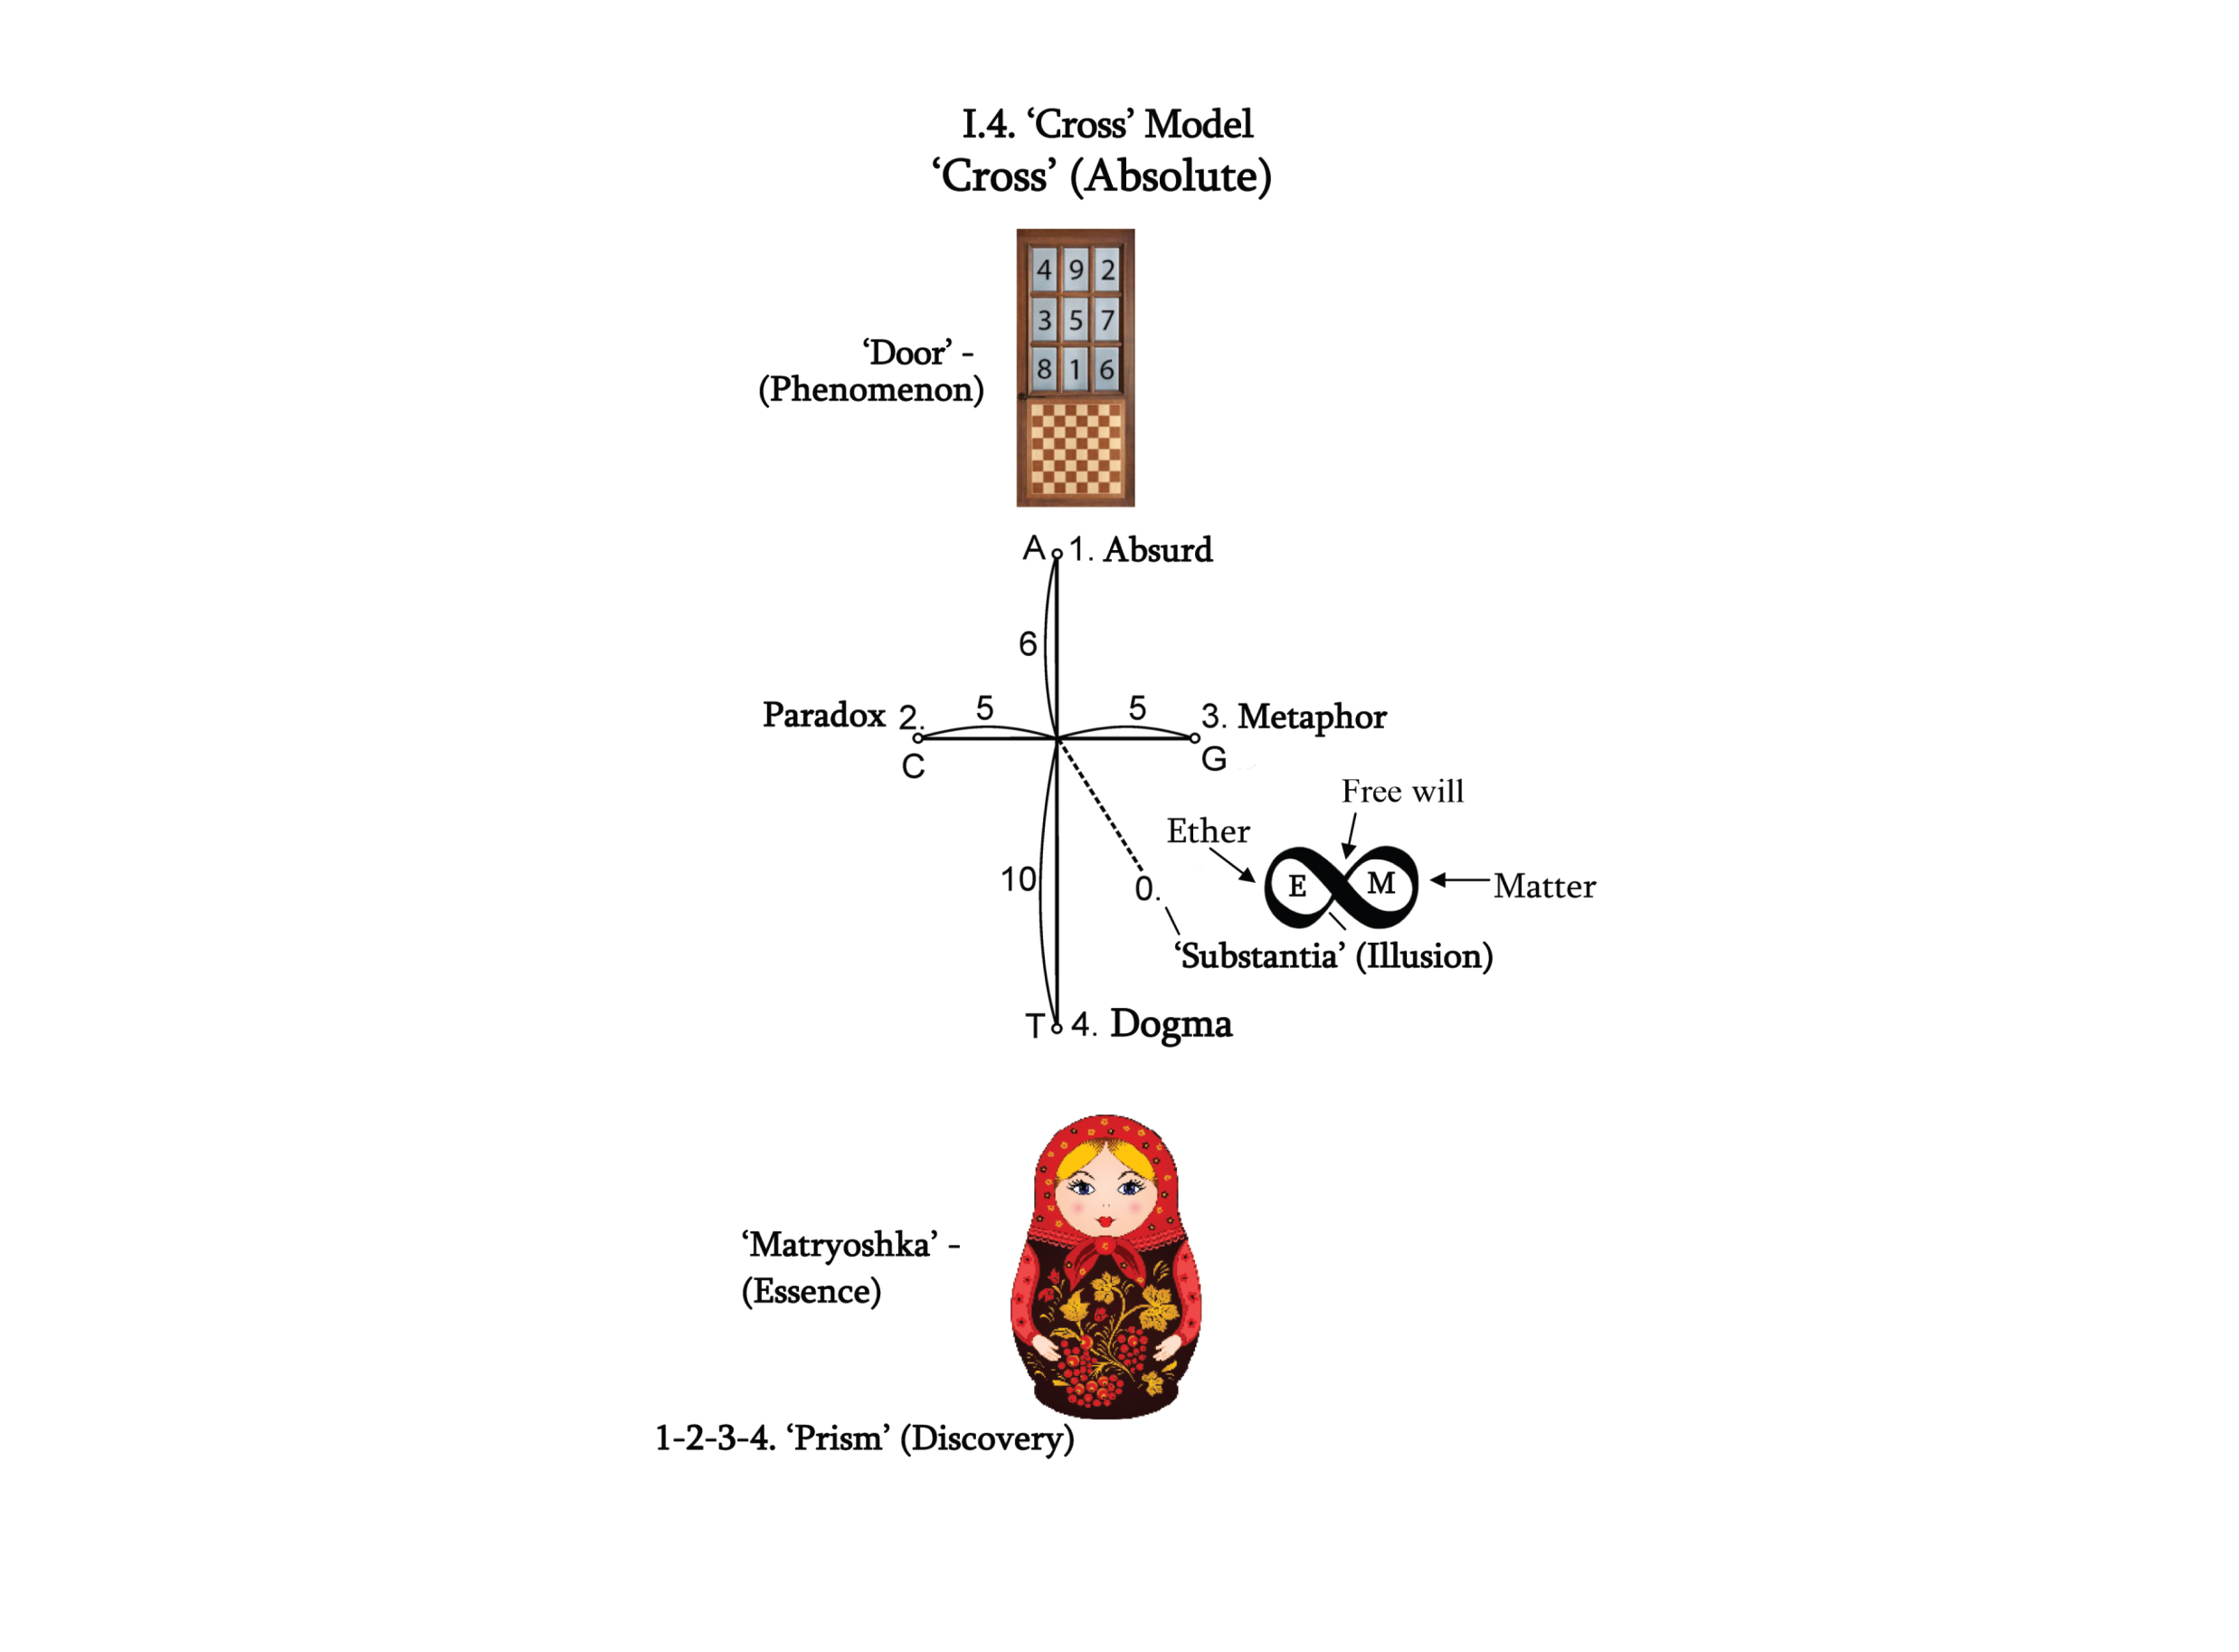 I.4. ‘Cross’ Model
‘Cross’ (Absolute)
4 9 2
3 5 7
8 1 6
‘Door’ -
(Phenomenon)
A 1. Absurd
6
Paradox 2. 5 5 3. Metaphor
C G
Free will
Ether
E M
Matter
10
0.
‘Substantia’ (Illusion)
T 4. Dogma
‘Matryoshka’ -
(Essence)
1-2-3-4. ‘Prism’ (Discovery)